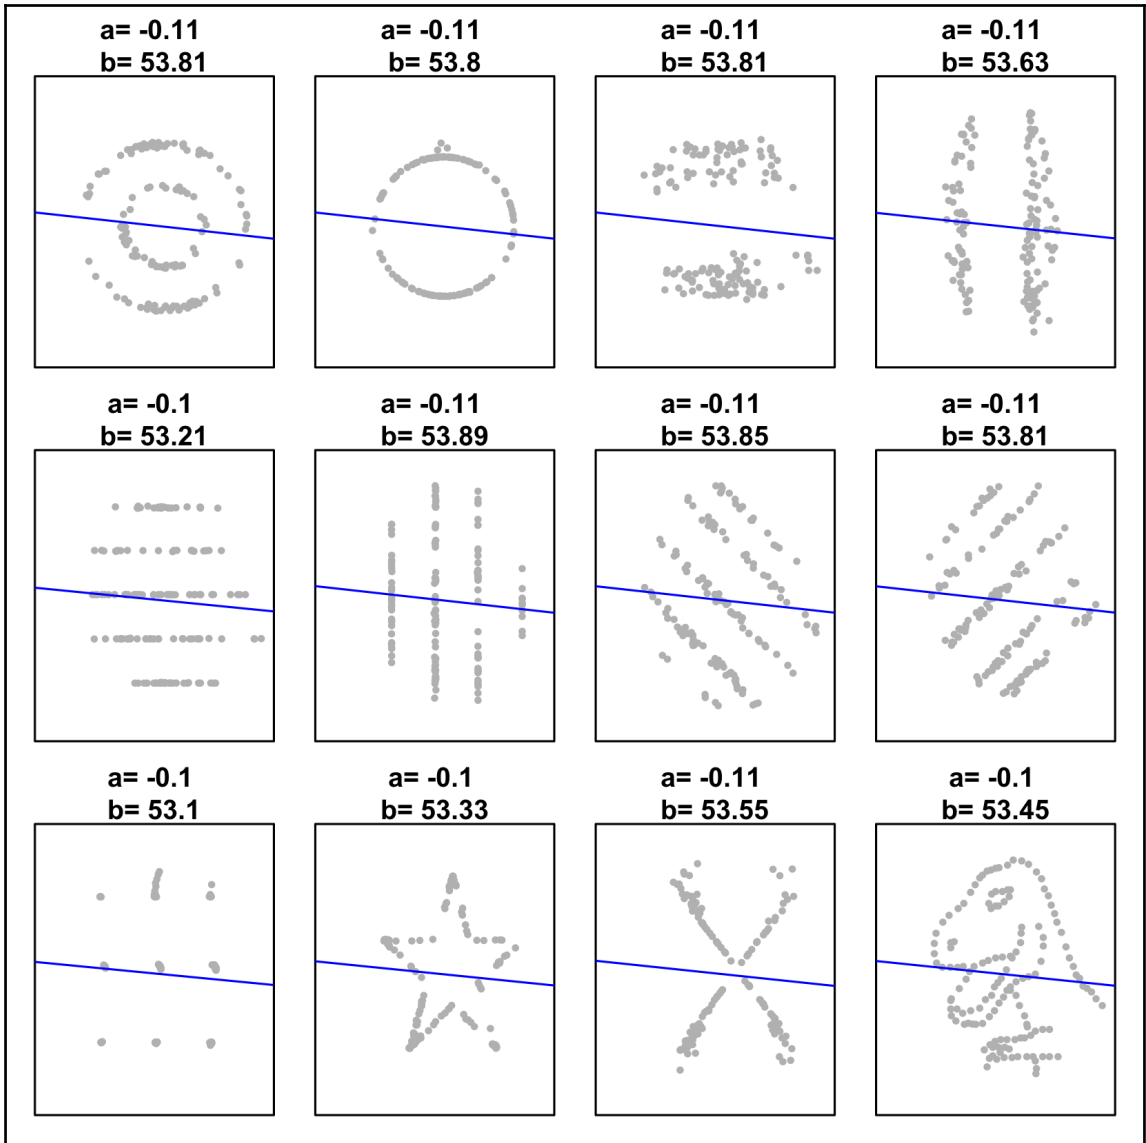 a= -0.11
b= 53.81
a= -0.11
b= 53.8
a= -0.11
b= 53.81
a= -0.11
b= 53.63
a= -0.1
b= 53.21
a= -0.11
b= 53.89
a= -0.11
b= 53.85
a= -0.11
b= 53.81
a= -0.1
b= 53.1
a= -0.1
b= 53.33
a= -0.11
b= 53.55
a= -0.1
b= 53.45